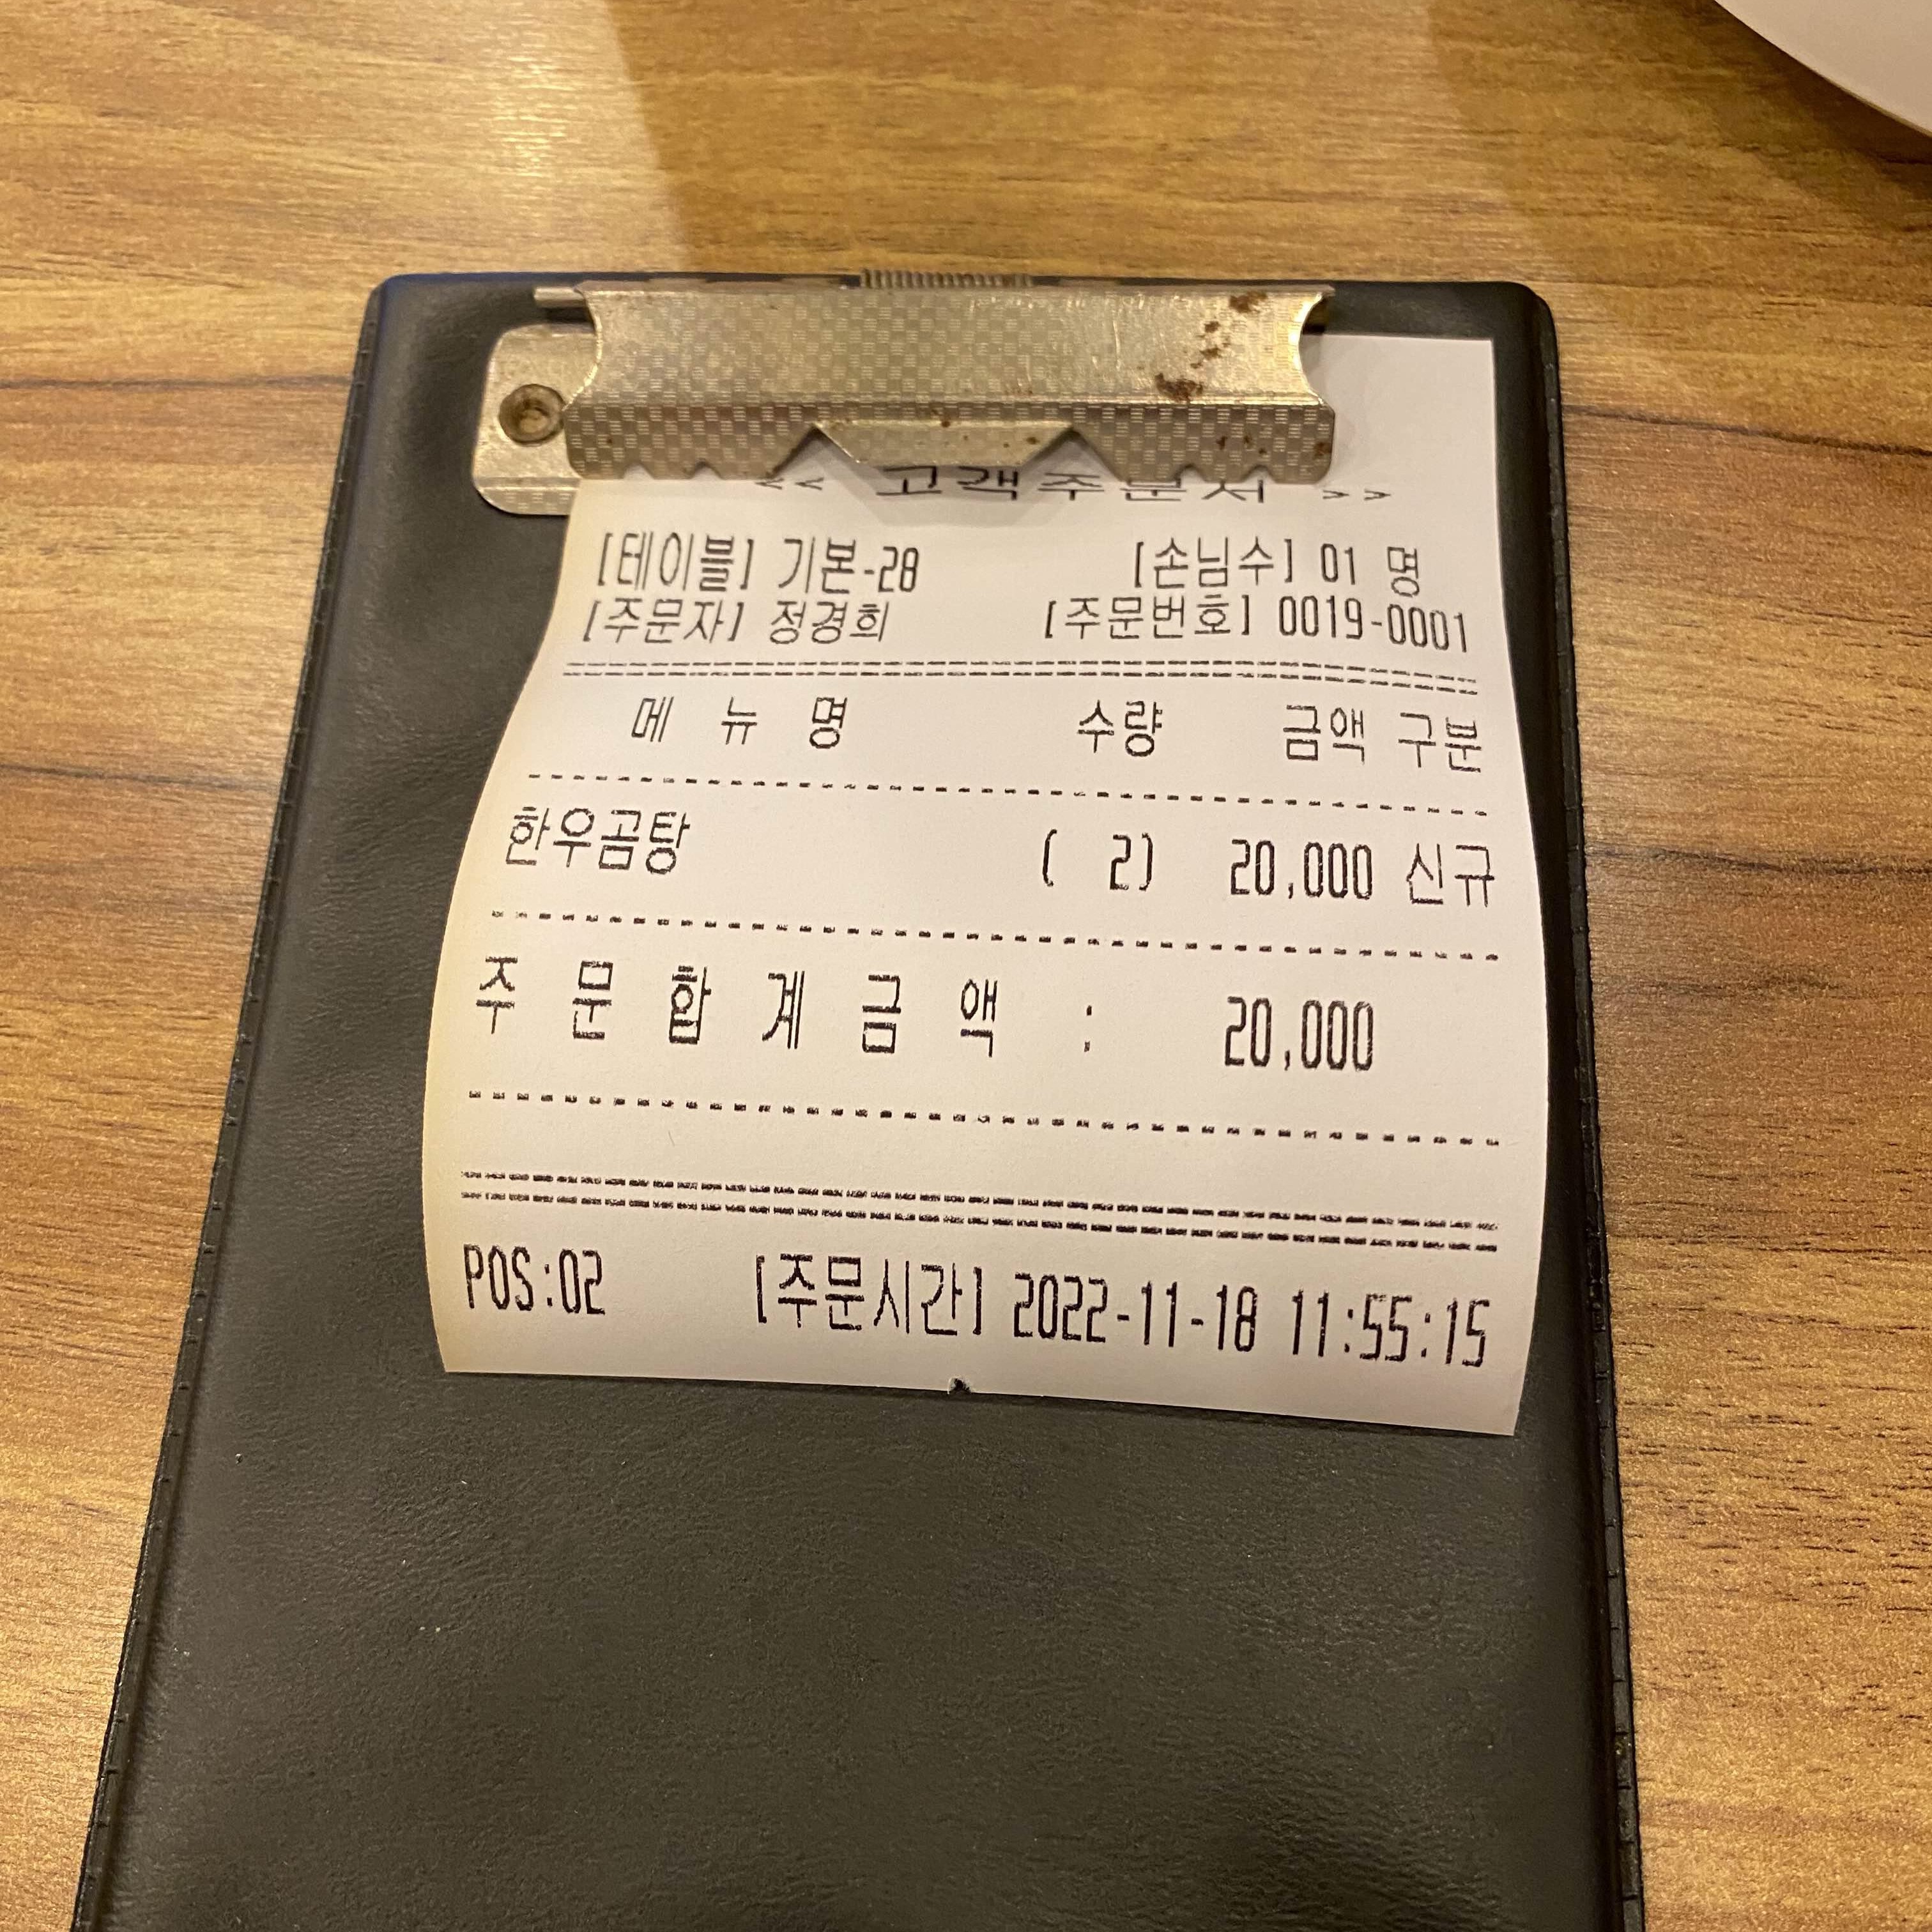 << 고객주문서 >>
[테이블] 기본-28 [손님수] 01 명
[주문자] 정경희 [주문번호] 0019-0001
메 뉴 명 수량 금액 구분
한우곰탕 ( 2) 20,000 신규
주 문 합 계 금 액 : 20,000
POS:02 [주문시간] 2022-11-18 11:55:15